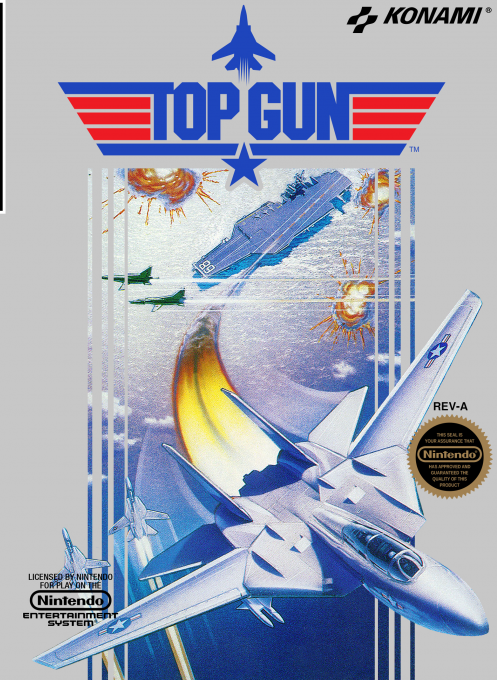 KONAMI®
TOP GUN
TM
89
REV-A
THIS SEAL IS
YOUR ASSURANCE THAT
Nintendo
HAS APPROVED AND
GUARANTEED THE
QUALITY OF THIS
PRODUCT
LICENSED BY NINTENDO
FOR PLAY ON THE
Nintendo
ENTERTAINMENT
SYSTEM®